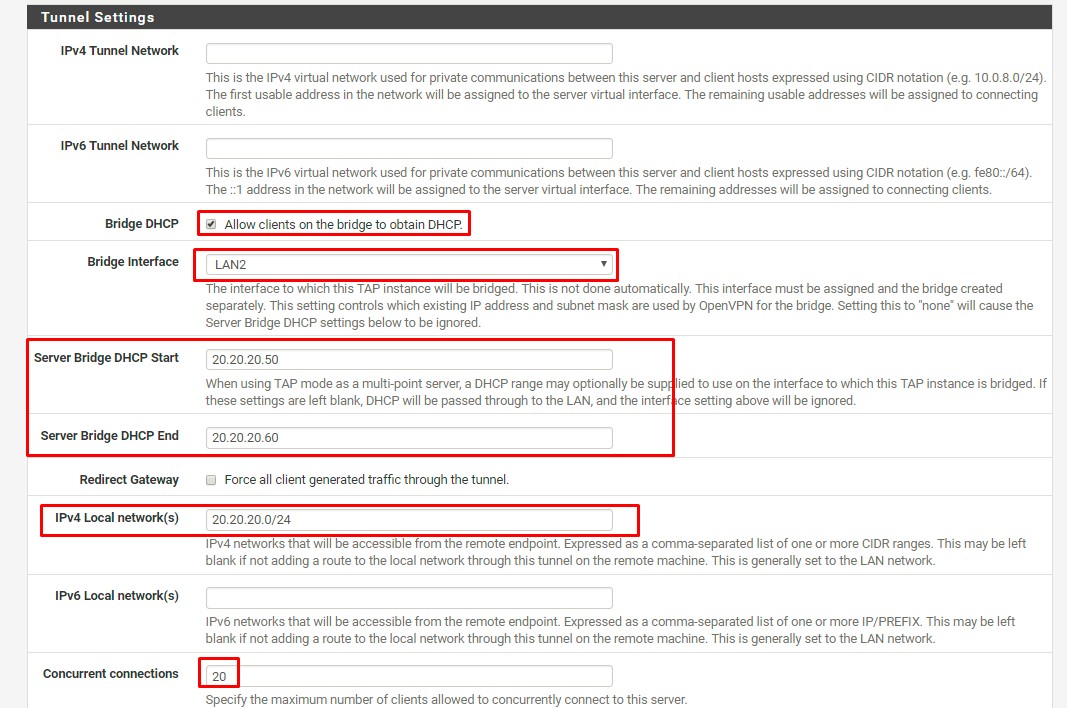 Tunnel Settings
IPv4 Tunnel Network
This is the IPv4 virtual network used for private communications between this server and client hosts expressed using CIDR notation (e.g. 10.0.8.0/24).
The first usable address in the network will be assigned to the server virtual interface. The remaining usable addresses will be assigned to connecting
clients.
IPv6 Tunnel Network
This is the IPv6 virtual network used for private communications between this server and client hosts expressed using CIDR notation (e.g. fe80::/64).
The ::1 address in the network will be assigned to the server virtual interface. The remaining addresses will be assigned to connecting clients.
Bridge DHCP Allow clients on the bridge to obtain DHCP.
Bridge Interface LAN2
The interface to which this TAP instance will be bridged. This is not done automatically. This interface must be assigned and the bridge created
separately. This setting controls which existing IP address and subnet mask are used by OpenVPN for the bridge. Setting this to "none" will cause the
Server Bridge DHCP settings below to be ignored.
Server Bridge DHCP Start 20.20.20.50
When using TAP mode as a multi-point server, a DHCP range may optionally be supplied to use on the interface to which this TAP instance is bridged. If
these settings are left blank, DHCP will be passed through to the LAN, and the interface setting above will be ignored.
Server Bridge DHCP End 20.20.20.60
Redirect Gateway Force all client generated traffic through the tunnel.
IPv4 Local network(s) 20.20.20.0/24
IPv4 networks that will be accessible from the remote endpoint. Expressed as a comma-separated list of one or more CIDR ranges. This may be left
blank if not adding a route to the local network through this tunnel on the remote machine. This is generally set to the LAN network.
IPv6 Local network(s)
IPv6 networks that will be accessible from the remote endpoint. Expressed as a comma-separated list of one or more IP/PREFIX. This may be left
blank if not adding a route to the local network through this tunnel on the remote machine. This is generally set to the LAN network.
Concurrent connections 20
Specify the maximum number of clients allowed to concurrently connect to this server.